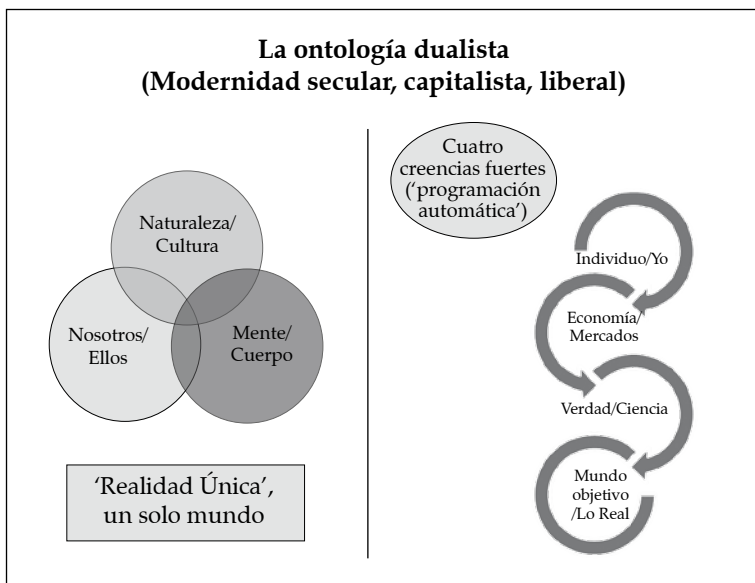 La ontología dualista
(Modernidad secular, capitalista, liberal)
Naturaleza/
Cultura
Nosotros/
Ellos
Mente/
Cuerpo
‘Realidad Única’,
un solo mundo
Cuatro
creencias fuertes
(‘programación
automática’)
Individuo/Yo
Economía/
Mercados
Verdad/Ciencia
Mundo
objetivo
/Lo Real